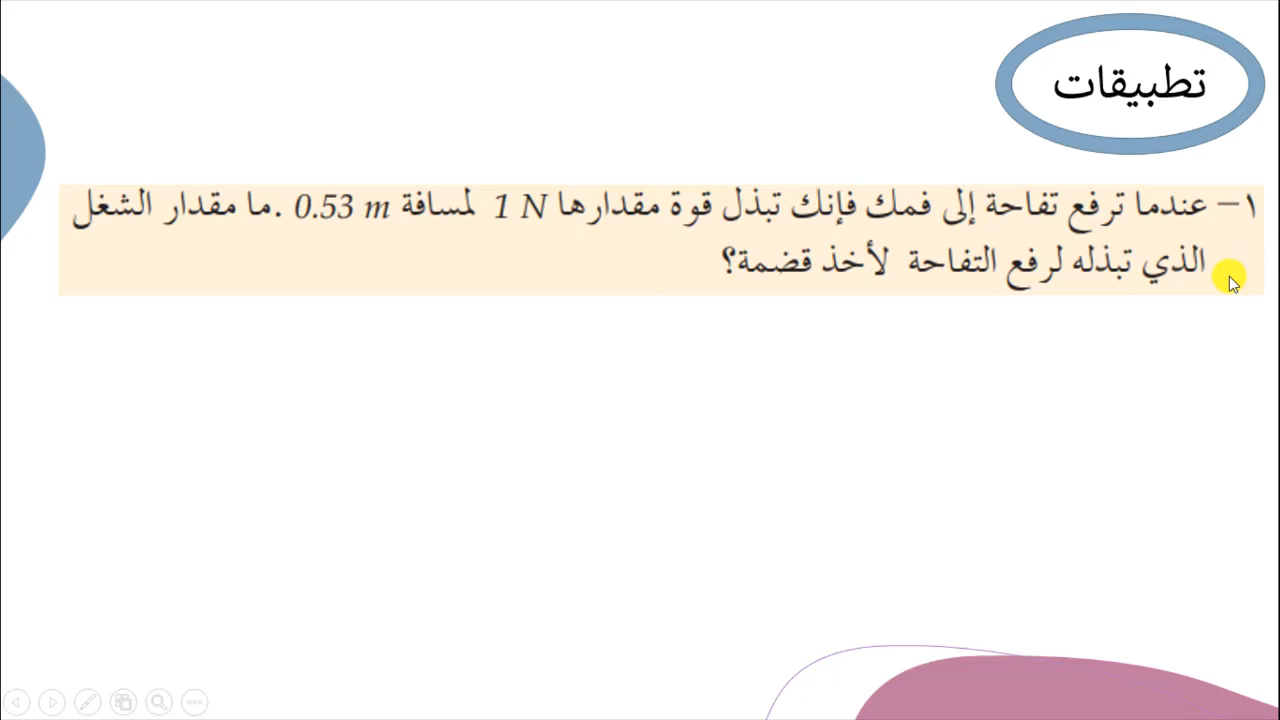 تطبيقات
١– عندما ترفع تفاحة إلى فمك فإنك تبذل قوة مقدارها 1 N لمسافة 0.53 m . ما مقدار الشغل
الذي تبذله لرفع التفاحة لأخذ قضمة؟